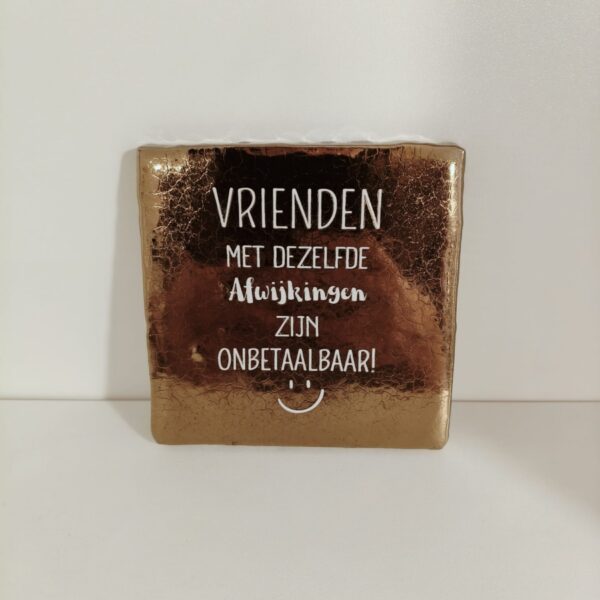 VRIENDEN
MET DEZELFDE
Afwijkingen
ZIJN
ONBETAALBAAR!